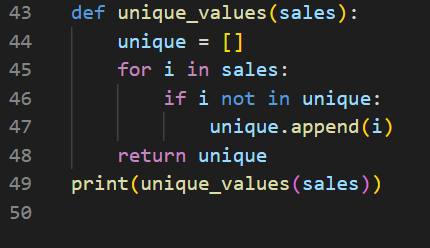 43 def unique_values(sales):
44     unique = []
45     for i in sales:
46         if i not in unique:
47             unique.append(i)
48     return unique
49 print(unique_values(sales))
50